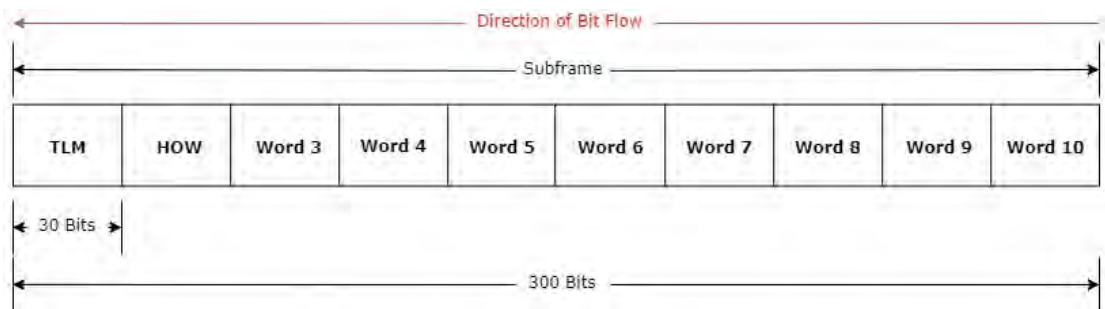 Direction of Bit Flow
Subframe
TLM HOW Word 3 Word 4 Word 5 Word 6 Word 7 Word 8 Word 9 Word 10
30 Bits
300 Bits